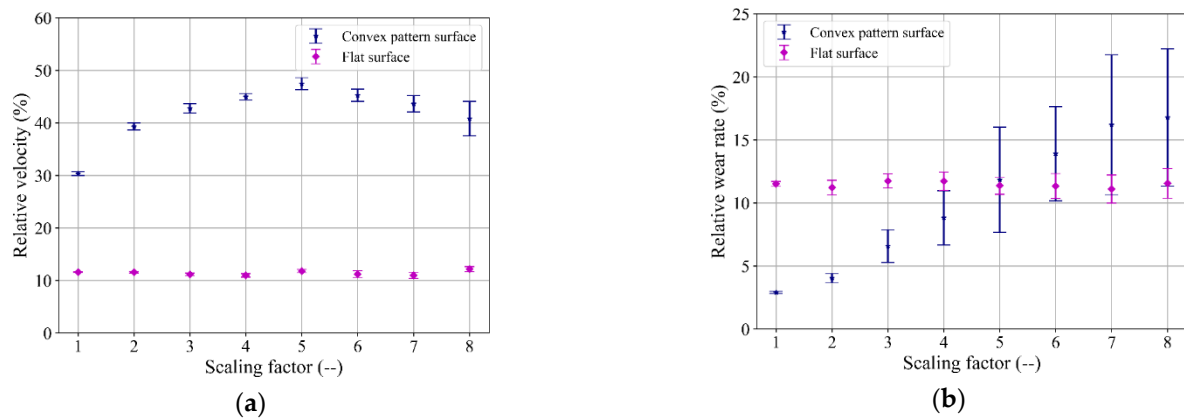 60
50
40
30
20
10
0
Relative velocity (%)
Convex pattern surface
Flat surface
1 2 3 4 5 6 7 8
Scaling factor (--)
(a)
25
20
15
10
5
0
Relative wear rate (%)
Convex pattern surface
Flat surface
1 2 3 4 5 6 7 8
Scaling factor (--)
(b)